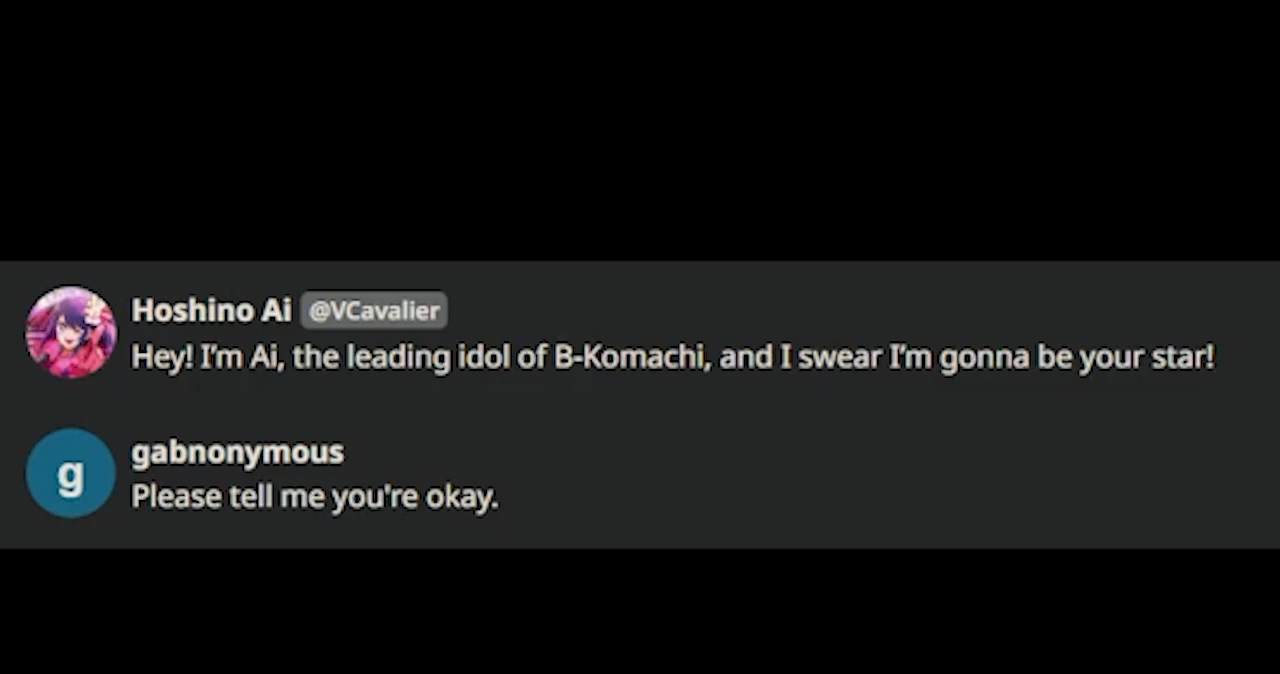 Hoshino Ai @VCavalier
Hey! I'm Ai, the leading idol of B-Komachi, and I swear I'm gonna be your star!
g
gabnonymous
Please tell me you're okay.